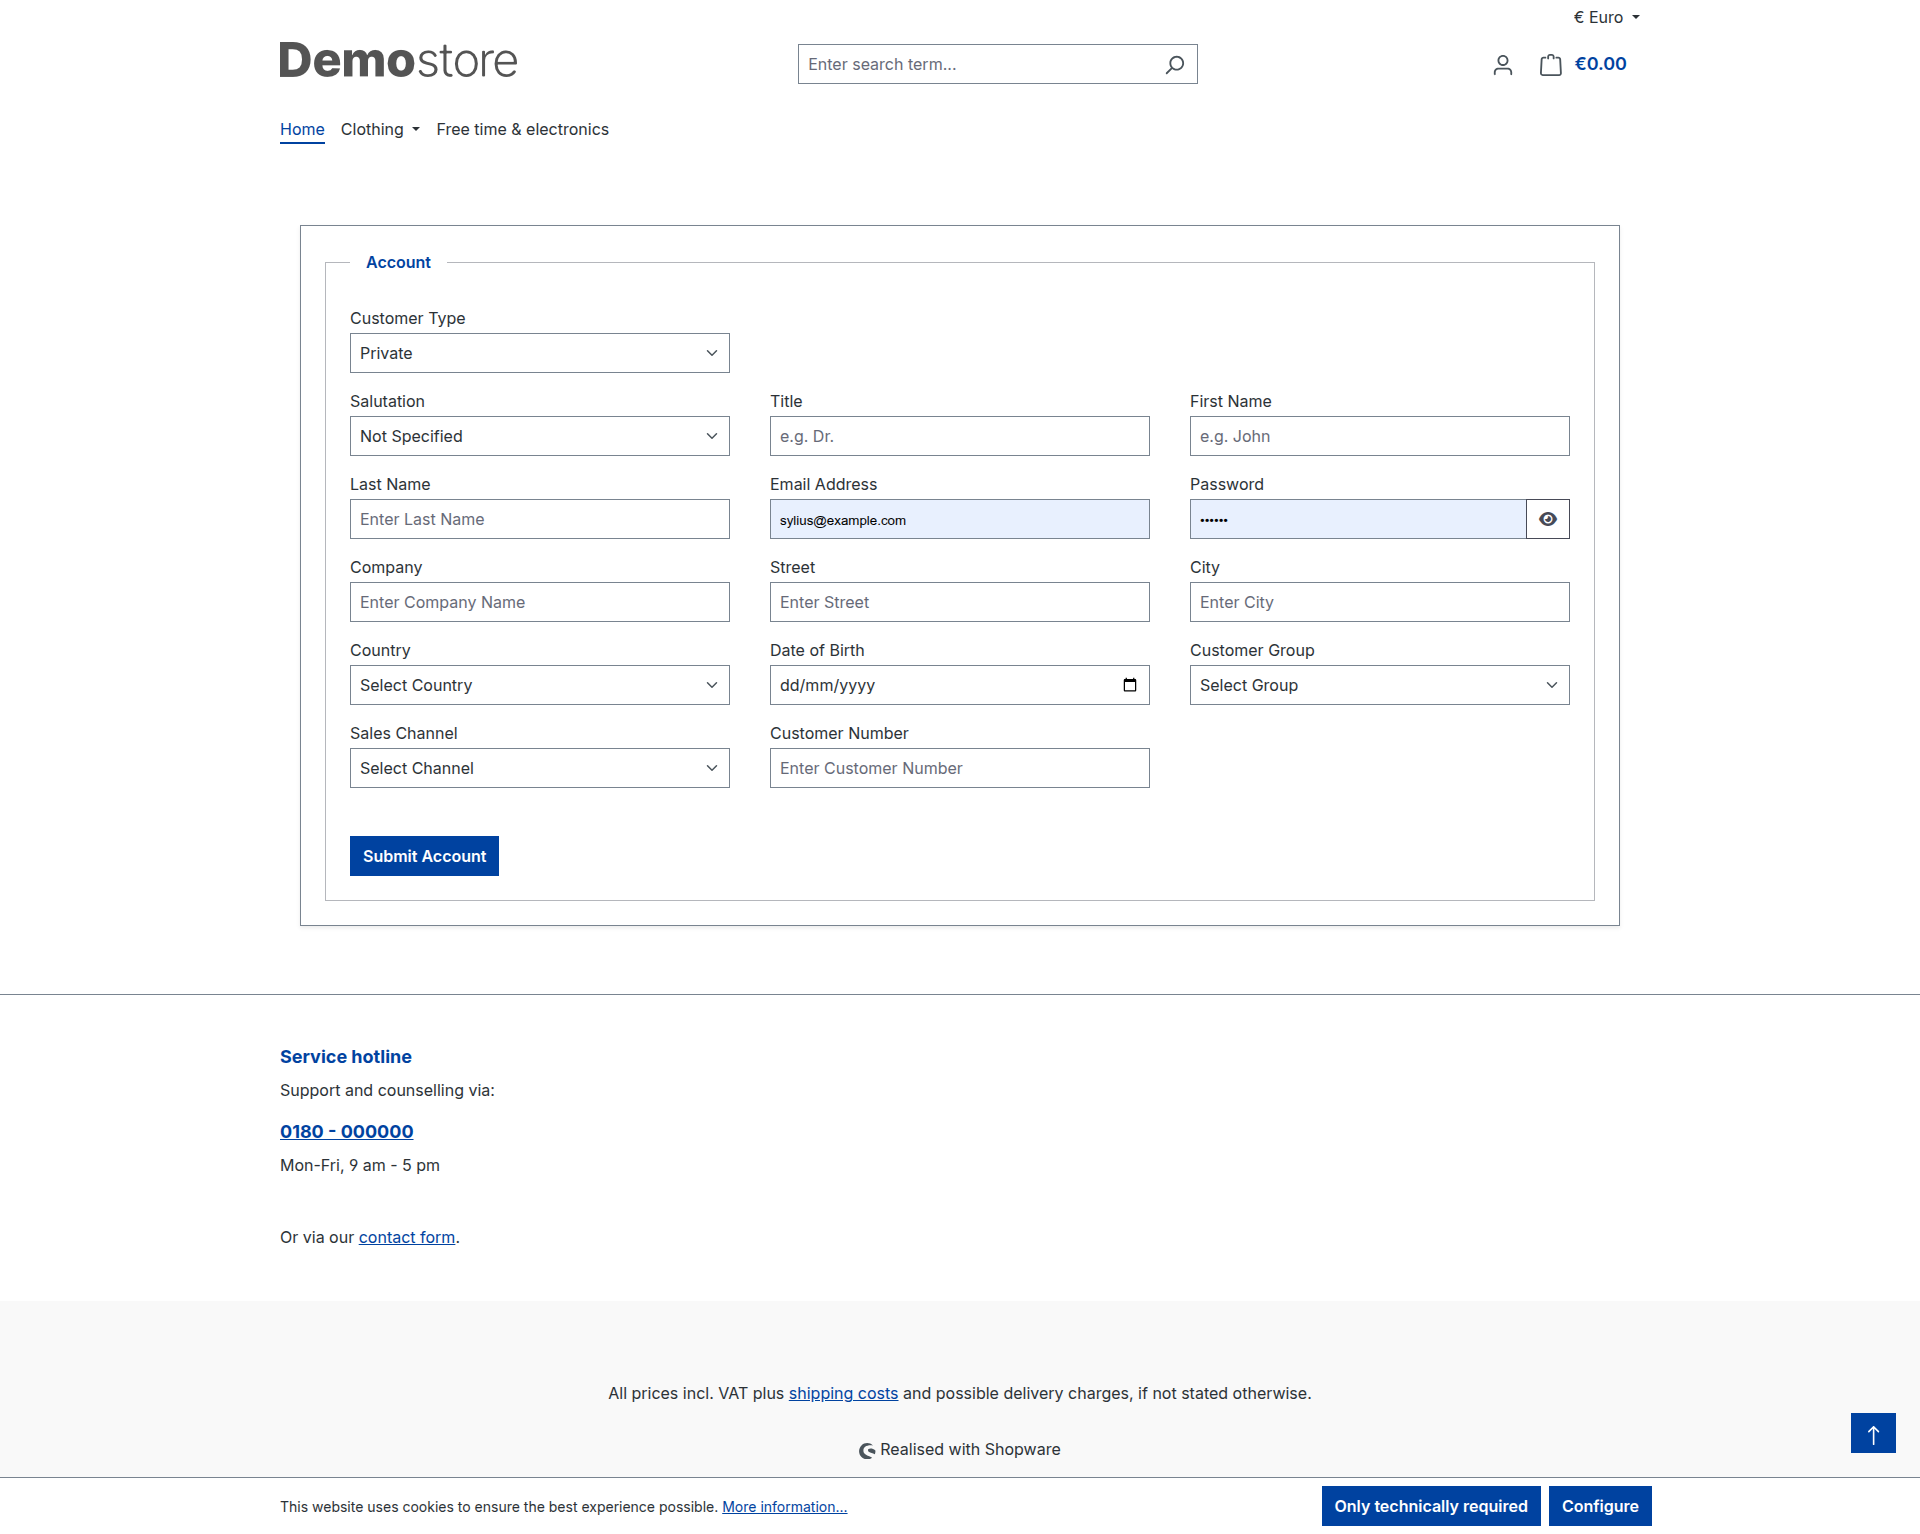 € Euro
Demostore
Enter search term...
€0.00
Home Clothing Free time & electronics
Account
Customer Type
Private
Salutation Title First Name
Not Specified e.g. Dr. e.g. John
Last Name Email Address Password
Enter Last Name sylius@example.com ••••••
Company Street City
Enter Company Name Enter Street Enter City
Country Date of Birth Customer Group
Select Country dd/mm/yyyy Select Group
Sales Channel Customer Number
Select Channel Enter Customer Number
Submit Account
Service hotline
Support and counselling via:
0180 - 000000
Mon-Fri, 9 am - 5 pm
Or via our contact form.
All prices incl. VAT plus shipping costs and possible delivery charges, if not stated otherwise.
Realised with Shopware
This website uses cookies to ensure the best experience possible. More information... Only technically required Configure